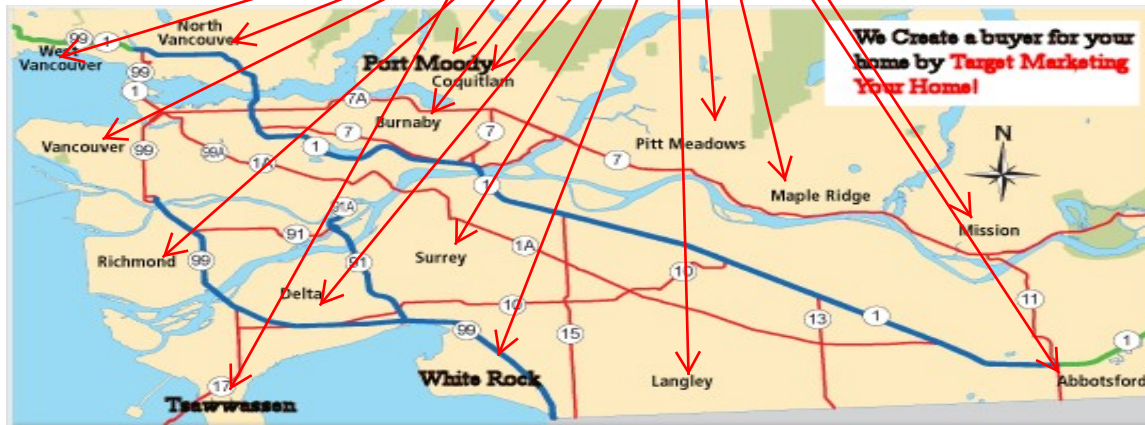 We Create a buyer for your
home by Target Marketing
Your Home!
North
Vancouver
99
1
West
Vancouver
99
1
Port Moody
Coquitlam
7A
Burnaby
7
7
Vancouver
99
99A
1A
1
1
7
Pitt Meadows
Maple Ridge
N
Mission
91A
91
Richmond
99
91
Surrey
1A
10
Delta
10
11
99
15
13
1
1
17
White Rock
Langley
Abbotsford
Tsawwassen